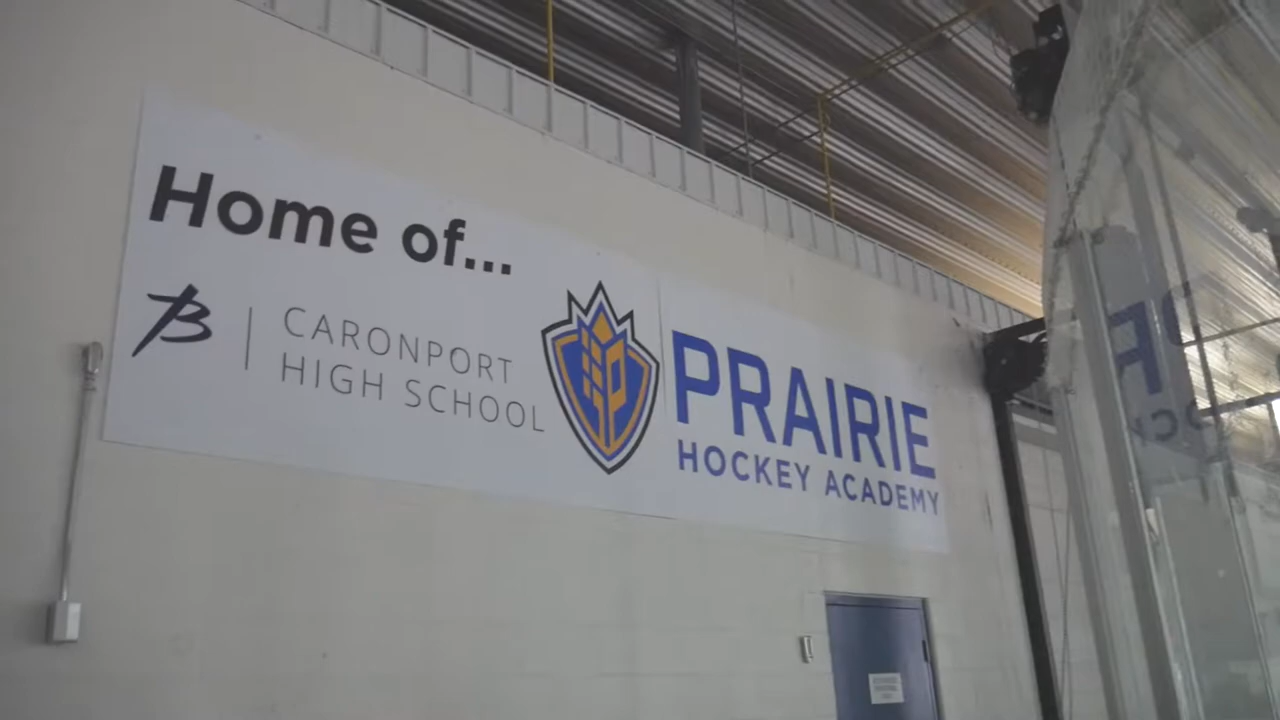 Home of...
B
CARONPORT
HIGH SCHOOL
P
PRAIRIE
HOCKEY ACADEMY